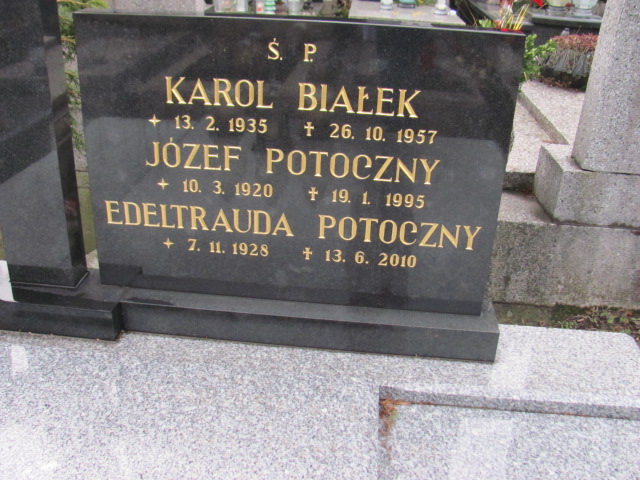 Ś. P.
KAROL BIAŁEK
✦ 13. 2. 1935 ✝ 26. 10. 1957
JÓZEF POTOCZNY
✦ 10. 3. 1920 ✝ 19. 1. 1995
EDELTRAUDA POTOCZNY
✦ 7. 11. 1928 ✝ 13. 6. 2010